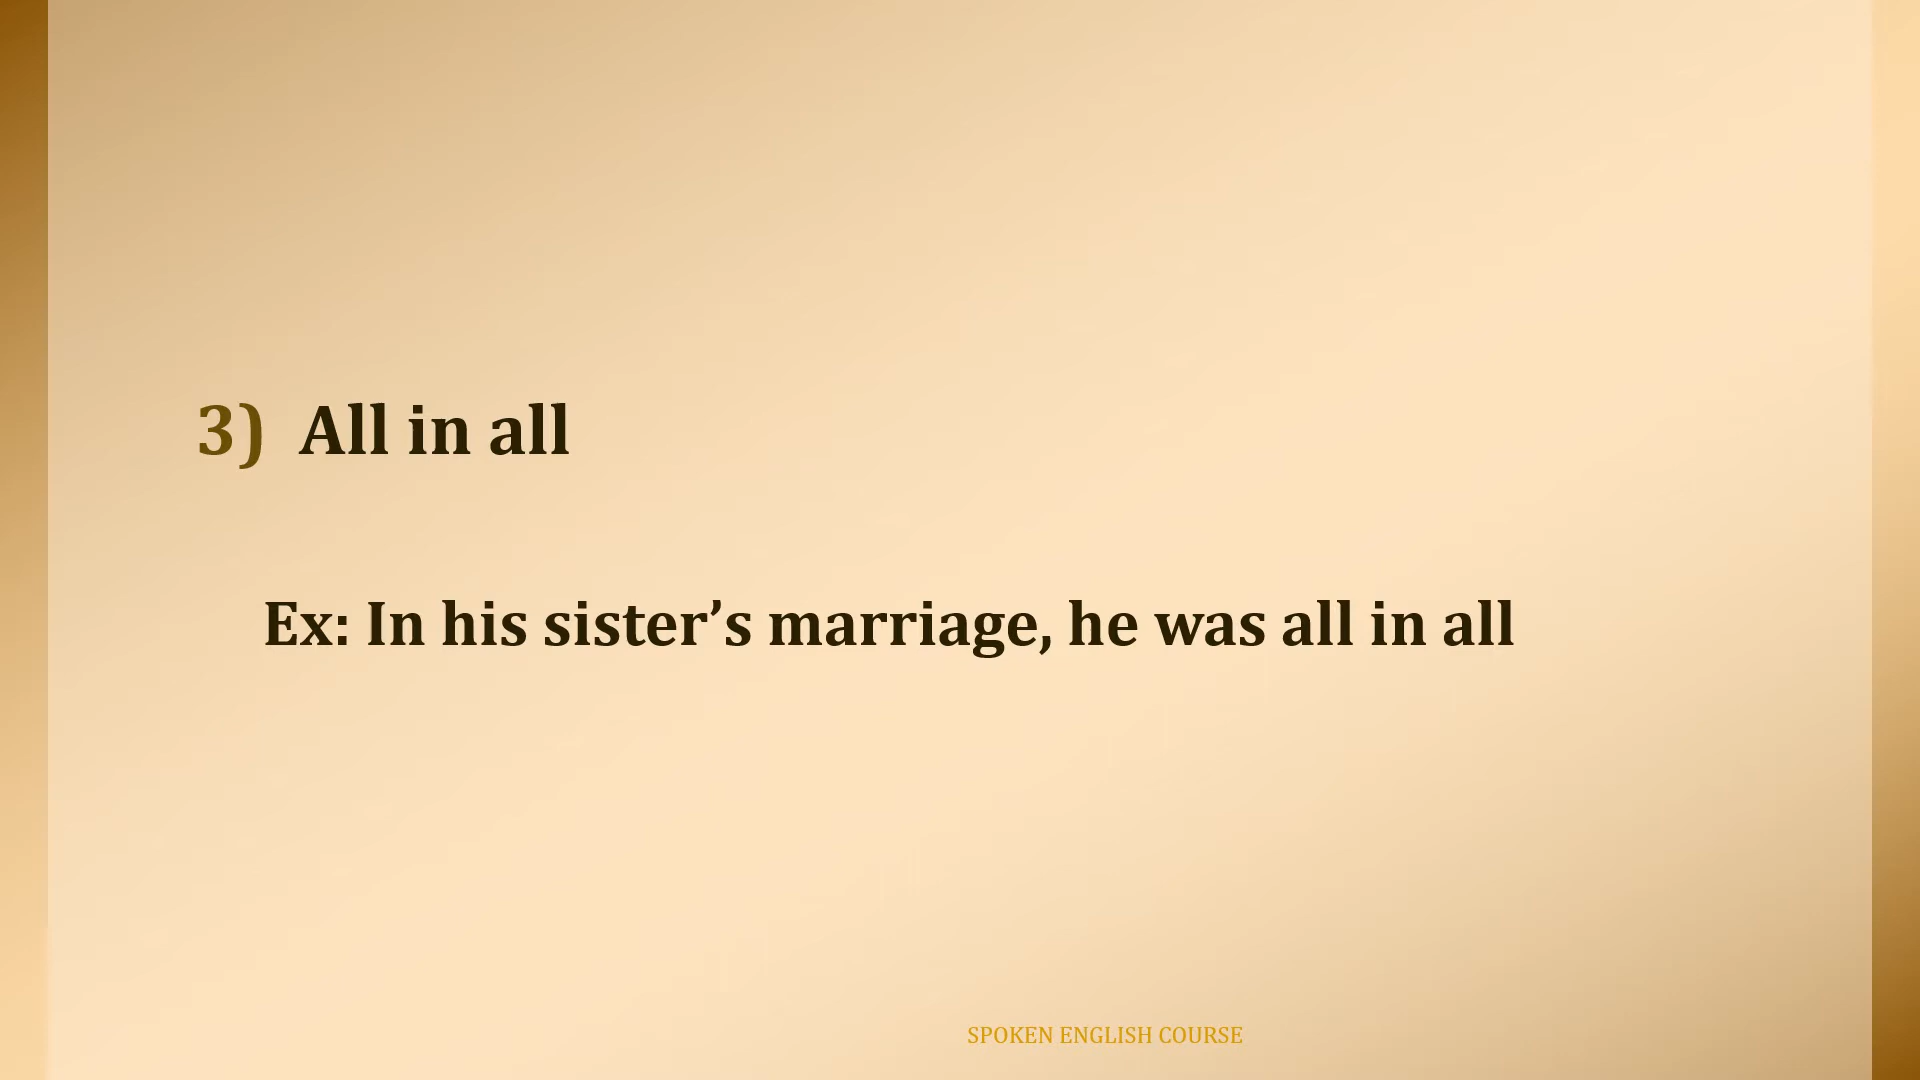 3) All in all
Ex: In his sister’s marriage, he was all in all
SPOKEN ENGLISH COURSE